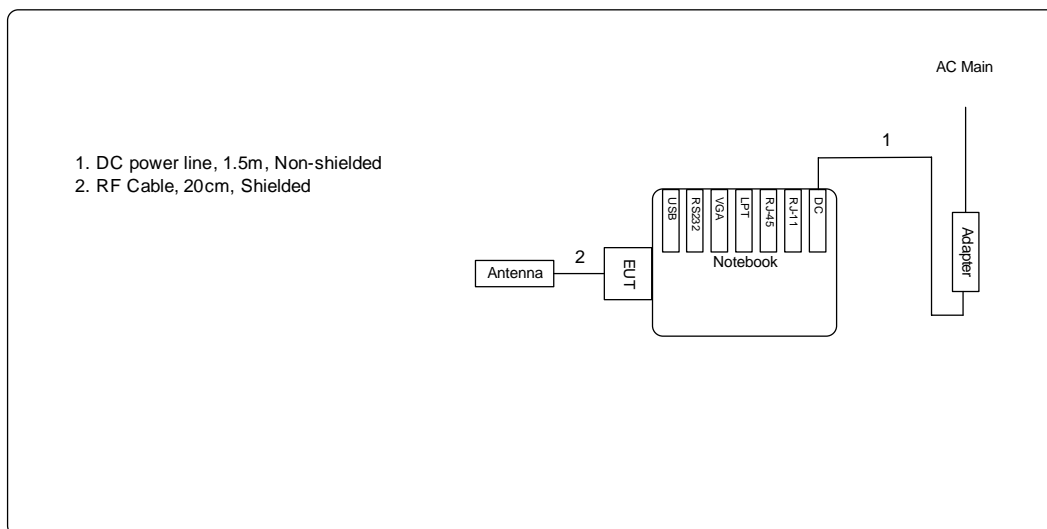 AC Main
1
1. DC power line, 1.5m, Non-shielded
2. RF Cable, 20cm, Shielded
USB
RS232
VGA
LPT
RJ-45
RJ-11
DC
Adapter
Notebook
2
EUT
Antenna